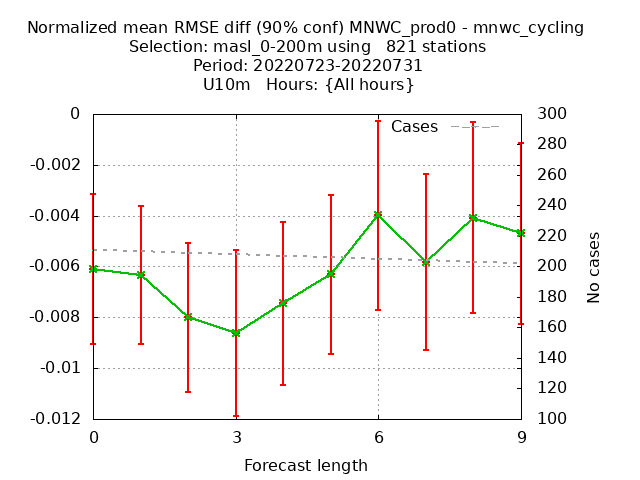 Normalized mean RMSE diff (90% conf) MNWC_prod0 - mnwc_cycling
Selection: masl_0-200m using   821 stations
Period: 20220723-20220731
U10m   Hours: {All hours}
0
-0.002
-0.004
-0.006
-0.008
-0.01
-0.012
Cases
300
280
260
240
220
200
180
160
140
120
100
No cases
0 3 6 9
Forecast length